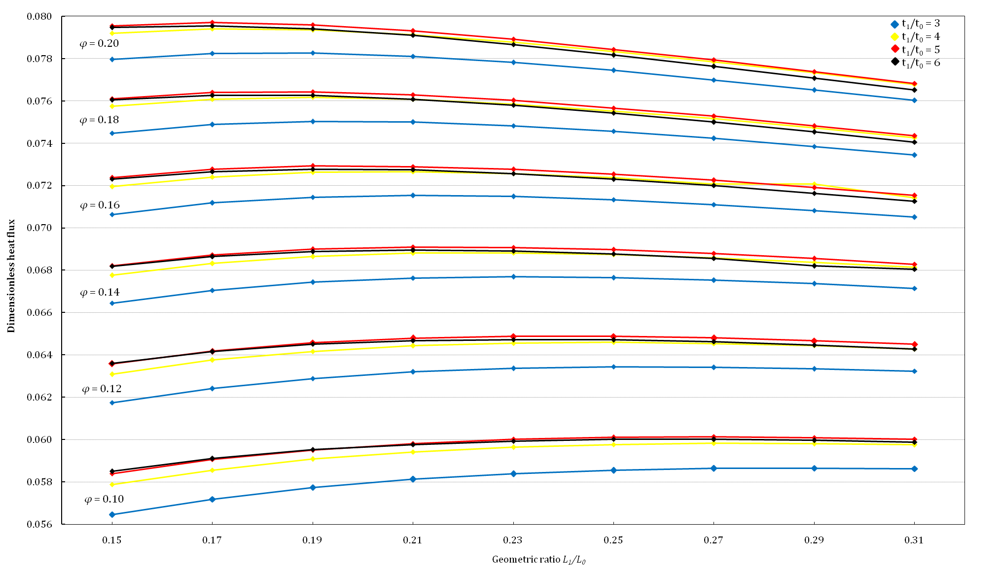 0.080
t1/t0 = 3
t1/t0 = 4
φ = 0.20
t1/t0 = 5
0.078
t1/t0 = 6
0.076
φ = 0.18
0.074
0.072
φ = 0.16
0.070
Dimensionless heat flux
0.068
φ = 0.14
0.066
0.064
φ = 0.12
0.062
0.060
0.058
φ = 0.10
0.056
0.15 0.17 0.19 0.21 0.23 0.25 0.27 0.29 0.31
Geometric ratio L1/L0